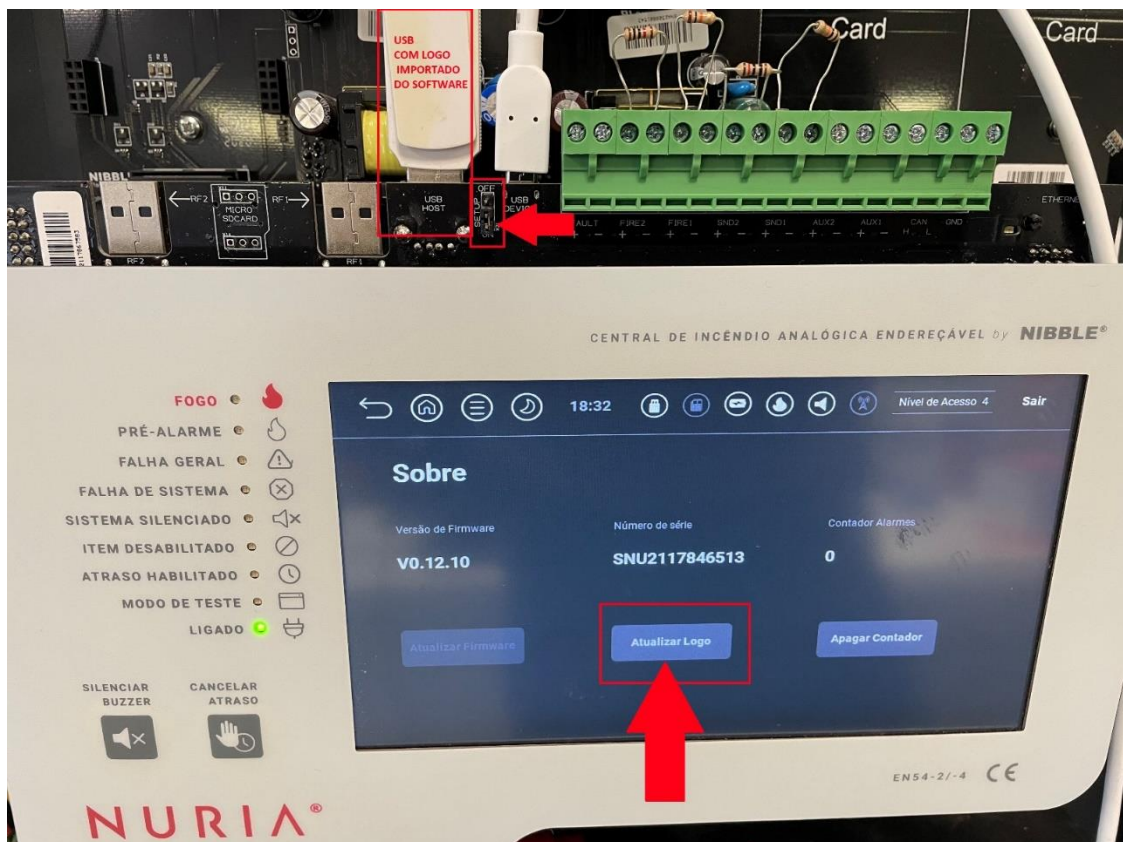 USB
COM LOGO
IMPORTADO
DO SOFTWARE
Card
Card
NIBBL
RF2
MICRO
SDCARD
RF1
USB
HOST
OFF
SETUP
USB
FIRE2 FIRE1 SND2 SND1 AUX2 AUX1 CAN GND
+ - + - + - + - + - + - + - H L
RF2
RF1
CENTRAL DE INCÊNDIO ANALÓGICA ENDEREÇÁVEL by NIBBLE®
FOGO
PRÉ-ALARME
FALHA GERAL
FALHA DE SISTEMA
SISTEMA SILENCIADO
ITEM DESABILITADO
ATRASO HABILITADO
MODO DE TESTE
LIGADO
SILENCIAR
BUZZER
CANCELAR
ATRASO
18:32
Nível de Acesso 4
Sair
Sobre
Versão de Firmware
Número de série
Contador Alarmes
V0.12.10
SNU2117846513
0
Atualizar Firmware
Atualizar Logo
Apagar Contador
EN54-2/-4 CE
NURIA®